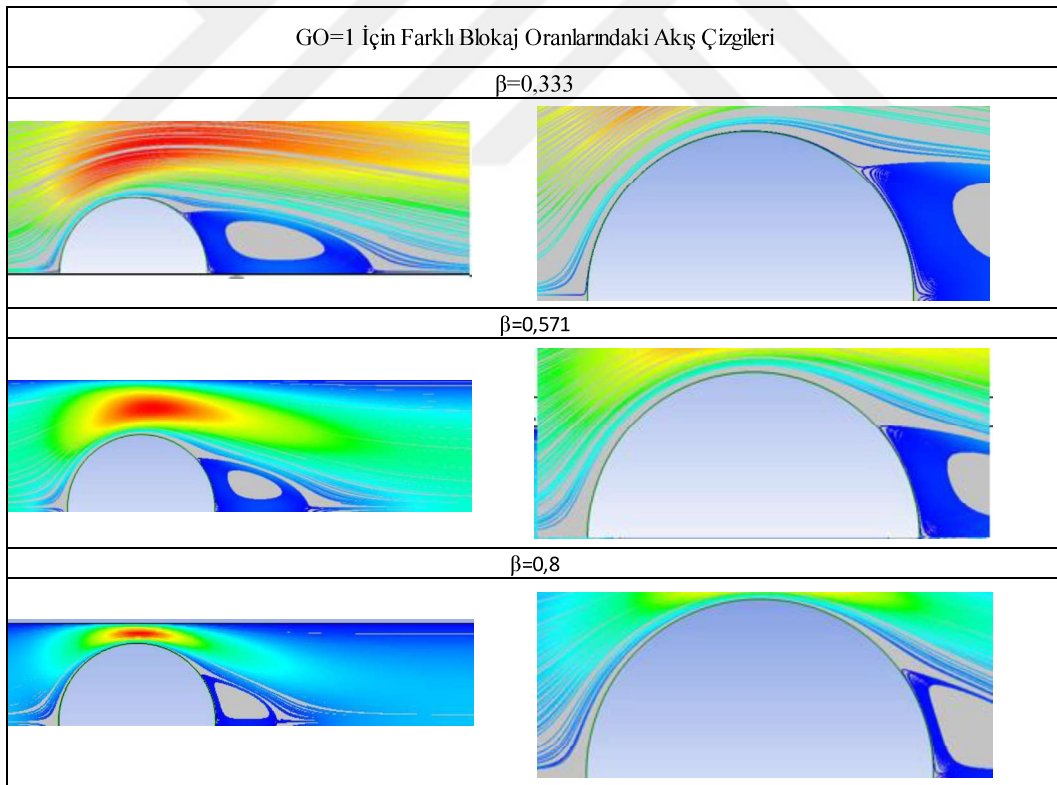 GO=1 İçin Farklı Blokaj Oranlarındaki Akış Çizgileri
β=0,333
β=0,571
β=0,8